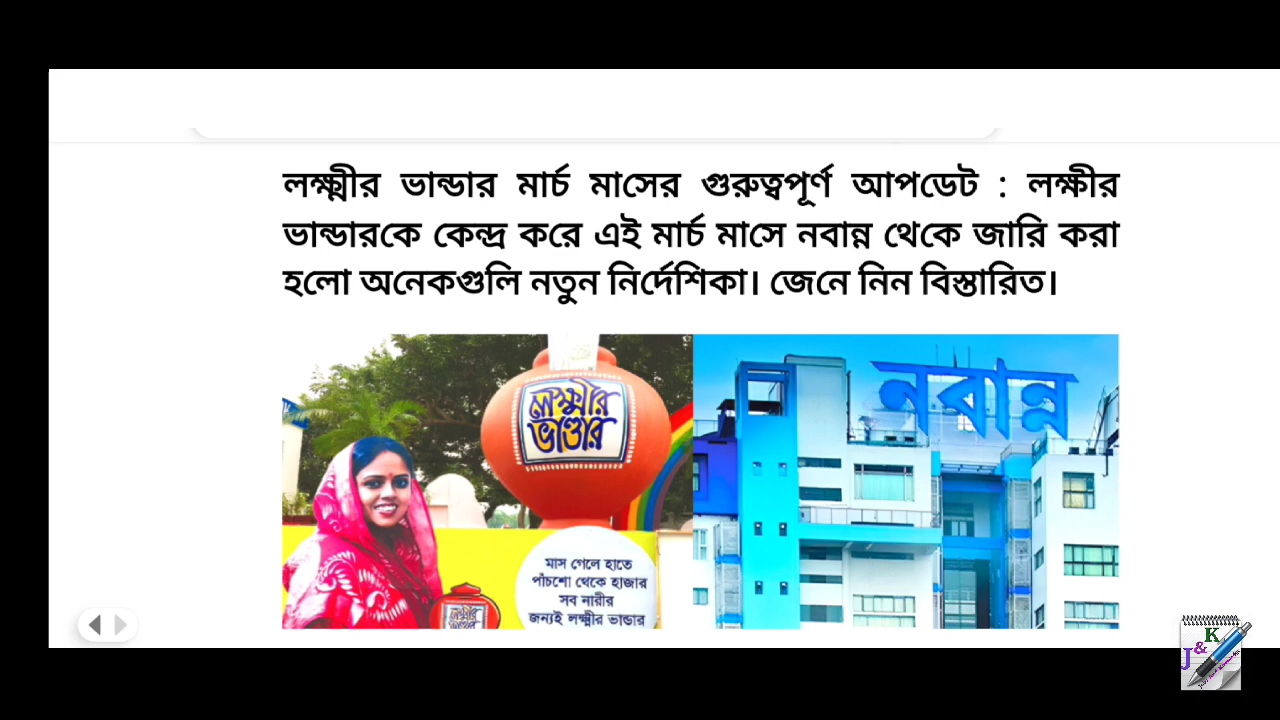 লক্ষ্মীর ভান্ডার মার্চ মাসের গুরুত্বপূর্ণ আপডেট : লক্ষীর
ভান্ডারকে কেন্দ্র করে এই মার্চ মাসে নবান্ন থেকে জারি করা
হলো অনেকগুলি নতুন নির্দেশিকা। জেনে নিন বিস্তারিত।
লক্ষ্মীর
ভাণ্ডার
নবান্ন
মাস গেলে হাতে
পাঁচশো থেকে হাজার
সব নারীর
জন্যই লক্ষ্মীর ভান্ডার
লক্ষ্মীর
ভাণ্ডার
J&K